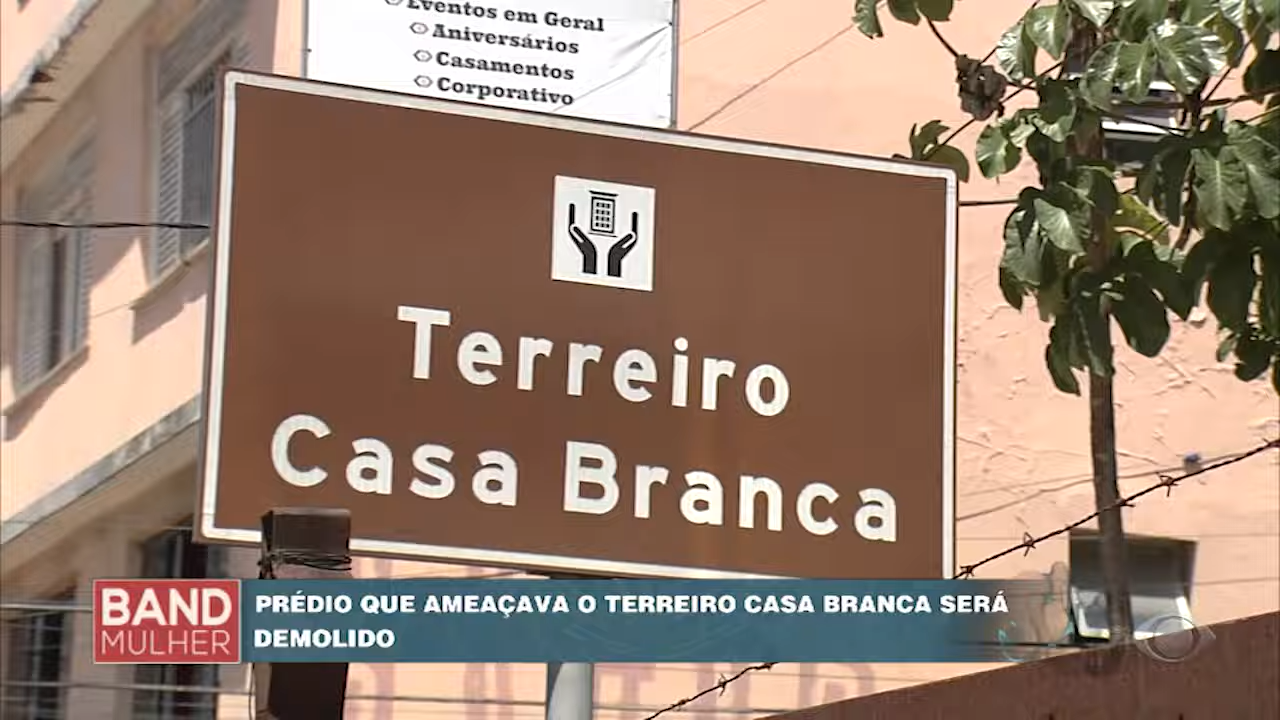 Eventos em Geral
Aniversários
Casamentos
Corporativo
Terreiro
Casa Branca
BAND
MULHER
PRÉDIO QUE AMEAÇAVA O TERREIRO CASA BRANCA SERÁ
DEMOLIDO